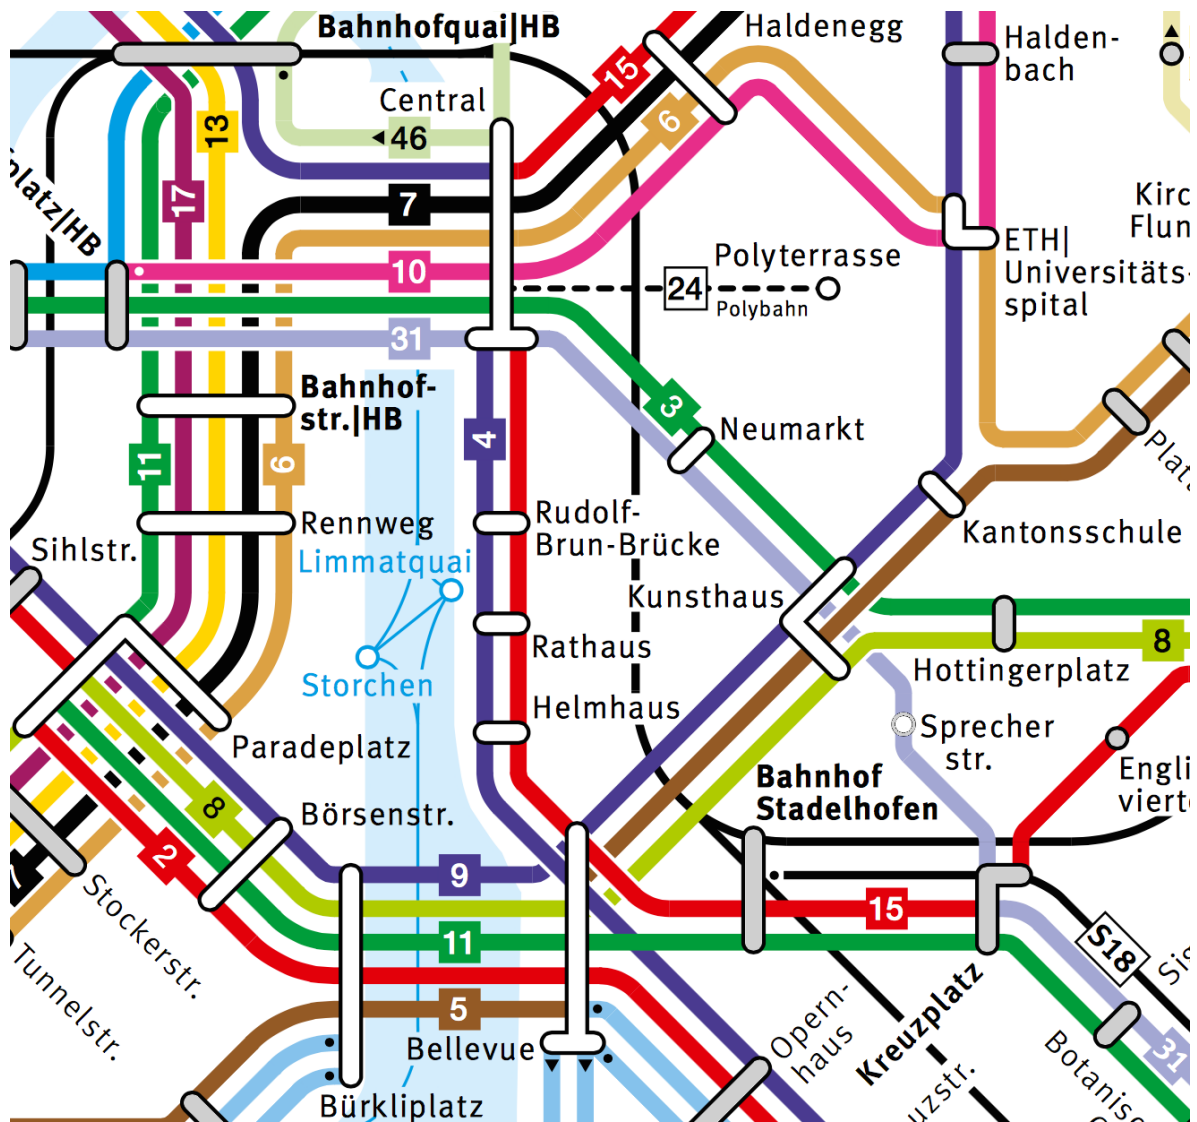 Bahnhofquai|HB
Haldenegg
Halden-
bach
15
Central
6
13
46
17
7
platz|HB
10
Polyterrasse
24
Polybahn
ETH|
Universitäts-
spital
31
Bahnhof-
str.|HB
3
Neumarkt
4
11
6
Rennweg
Rudolf-
Brun-Brücke
Kantonsschule
Sihlstr.
Limmatquai
Kunsthaus
Rathaus
8
Hottingerplatz
Storchen
Helmhaus
Sprecher
str.
Paradeplatz
Bahnhof
Stadelhofen
8
Börsenstr.
2
9
7
Stockerstr.
15
11
S18
Tunnelstr.
5
Opern-
haus
Kreuzplatz
Bellevue
31
Bürkliplatz